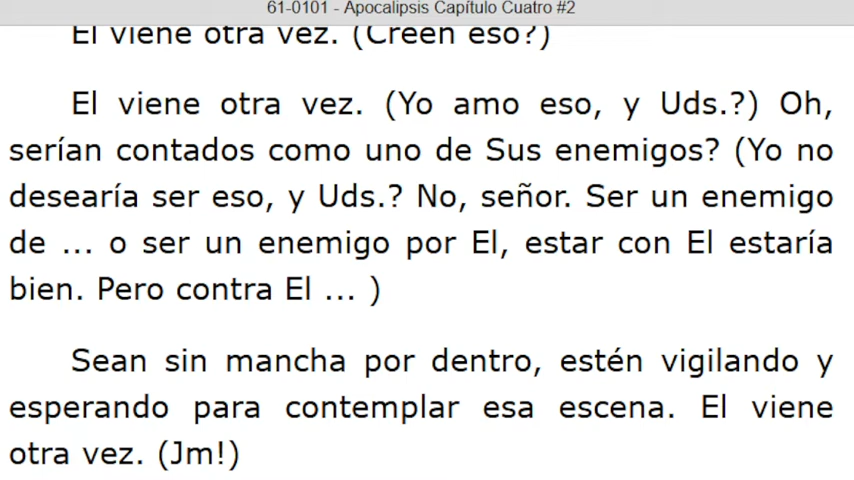 61-0101 - Apocalipsis Capítulo Cuatro #2
El viene otra vez. (Creen eso?)
El viene otra vez. (Yo amo eso, y Uds.?) Oh,
serían contados como uno de Sus enemigos? (Yo no
desearía ser eso, y Uds.? No, señor. Ser un enemigo
de ... o ser un enemigo por El, estar con El estaría
bien. Pero contra El ... )
Sean sin mancha por dentro, estén vigilando y
esperando para contemplar esa escena. El viene
otra vez. (Jm!)